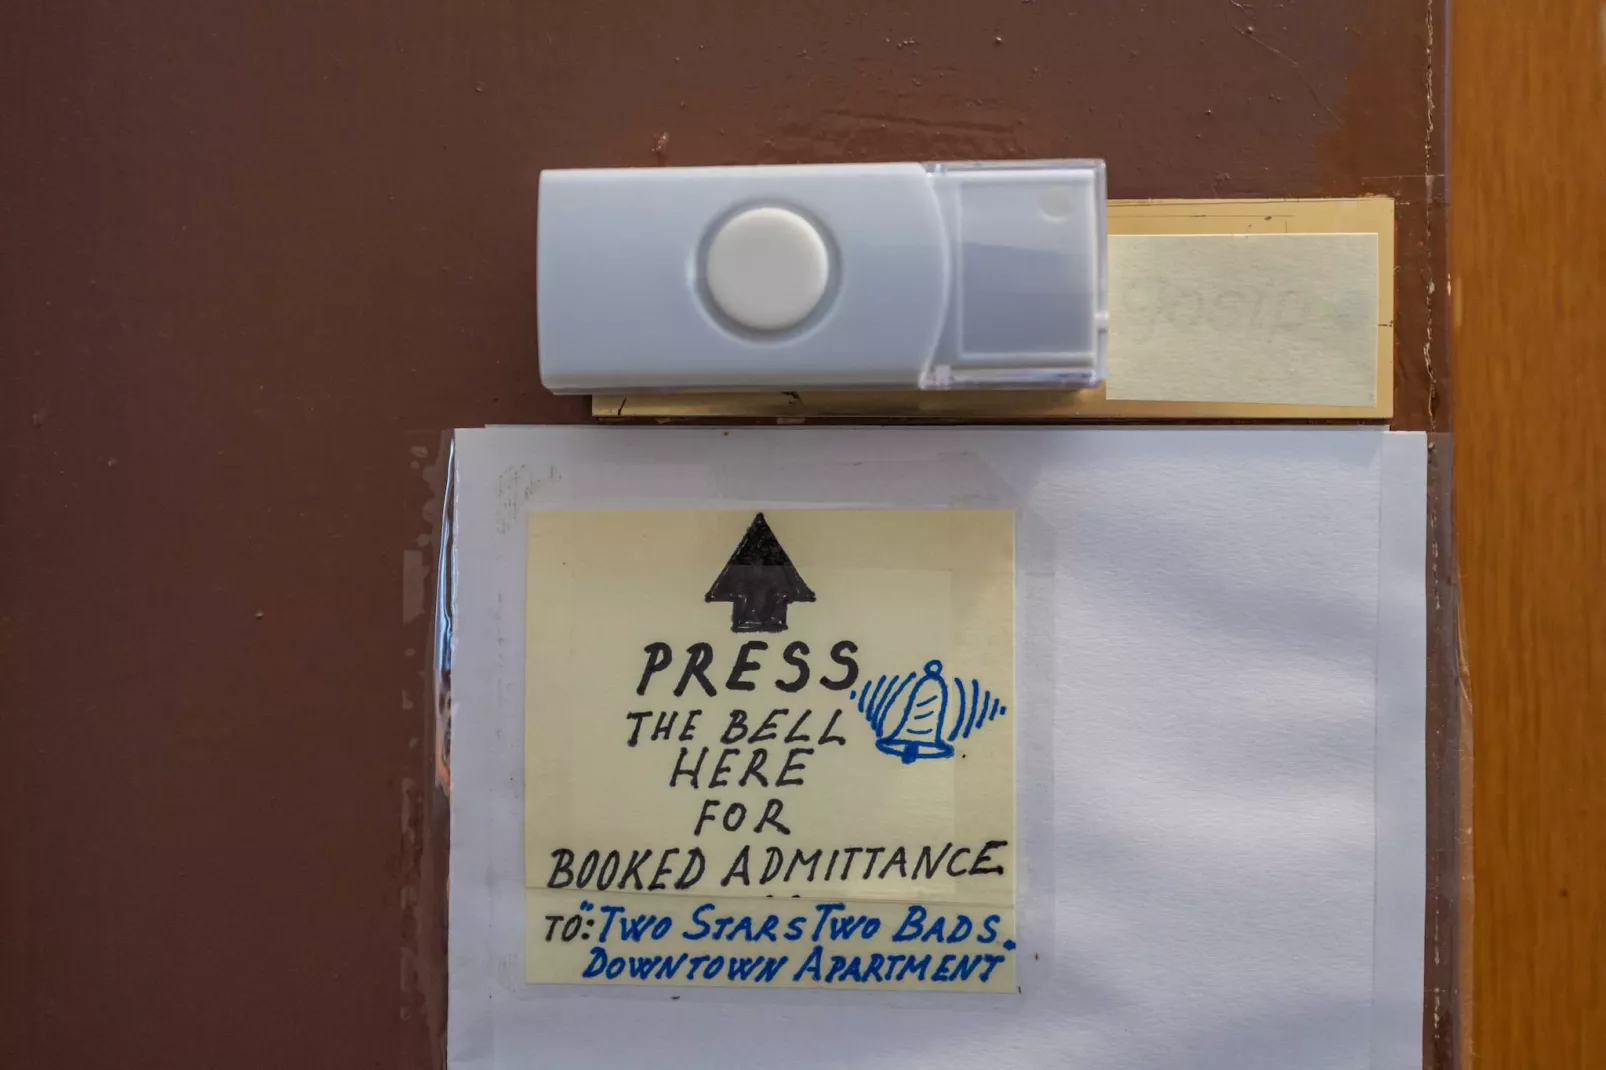 PRESS
THE BELL
HERE
FOR
BOOKED ADMITTANCE
TO: "TWO STARS TWO BADS
DOWNTOWN APARTMENT